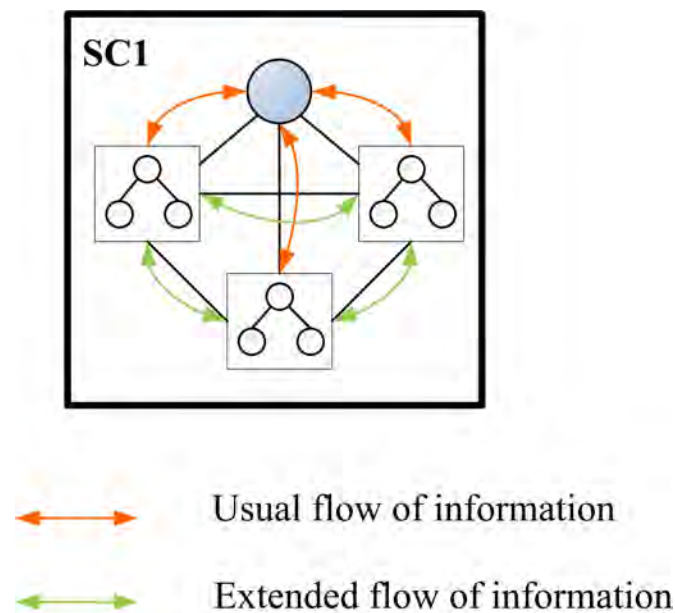 SC1
Usual flow of information
Extended flow of information